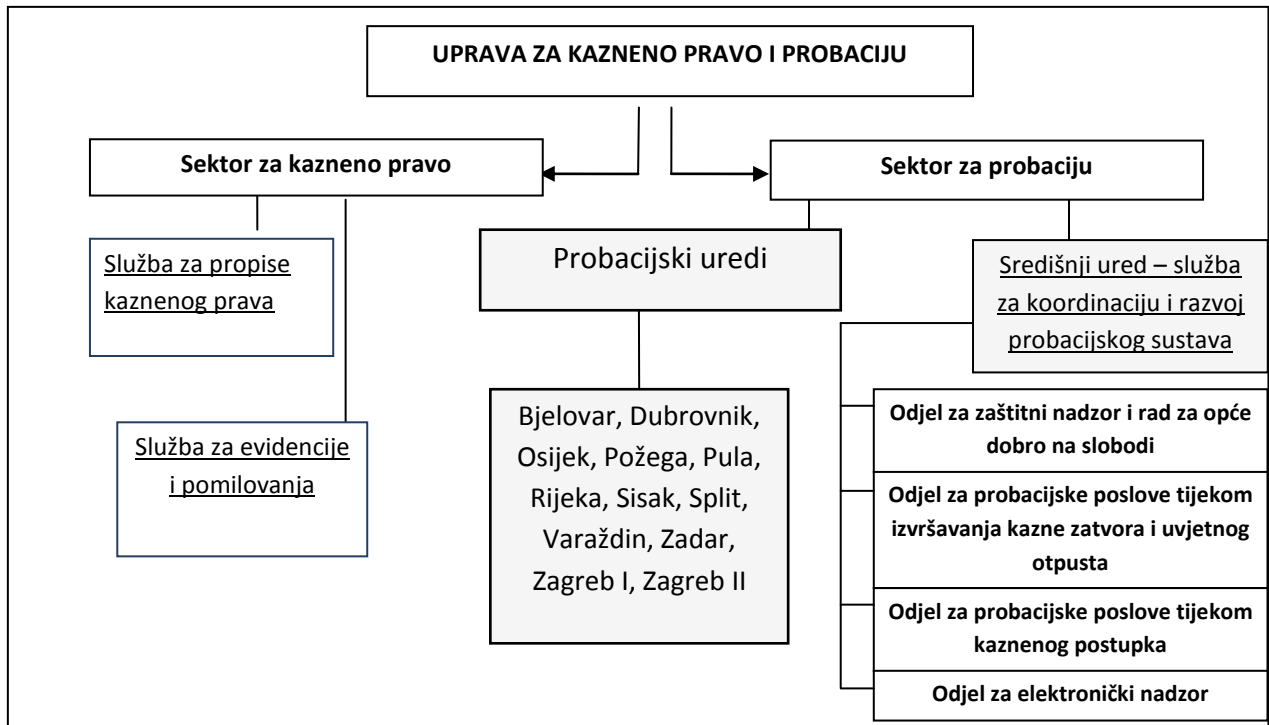 UPRAVA ZA KAZNENO PRAVO I PROBACIJU
Sektor za kazneno pravo
Sektor za probaciju
Služba za propise
kaznenog prava
Služba za evidencije
i pomilovanja
Probacijski uredi
Bjelovar, Dubrovnik,
Osijek, Požega, Pula,
Rijeka, Sisak, Split,
Varaždin, Zadar,
Zagreb I, Zagreb II
Središnji ured – služba
za koordinaciju i razvoj
probacijskog sustava
Odjel za zaštitni nadzor i rad za opće
dobro na slobodi
Odjel za probacijske poslove tijekom
izvršavanja kazne zatvora i uvjetnog
otpusta
Odjel za probacijske poslove tijekom
kaznenog postupka
Odjel za elektronički nadzor